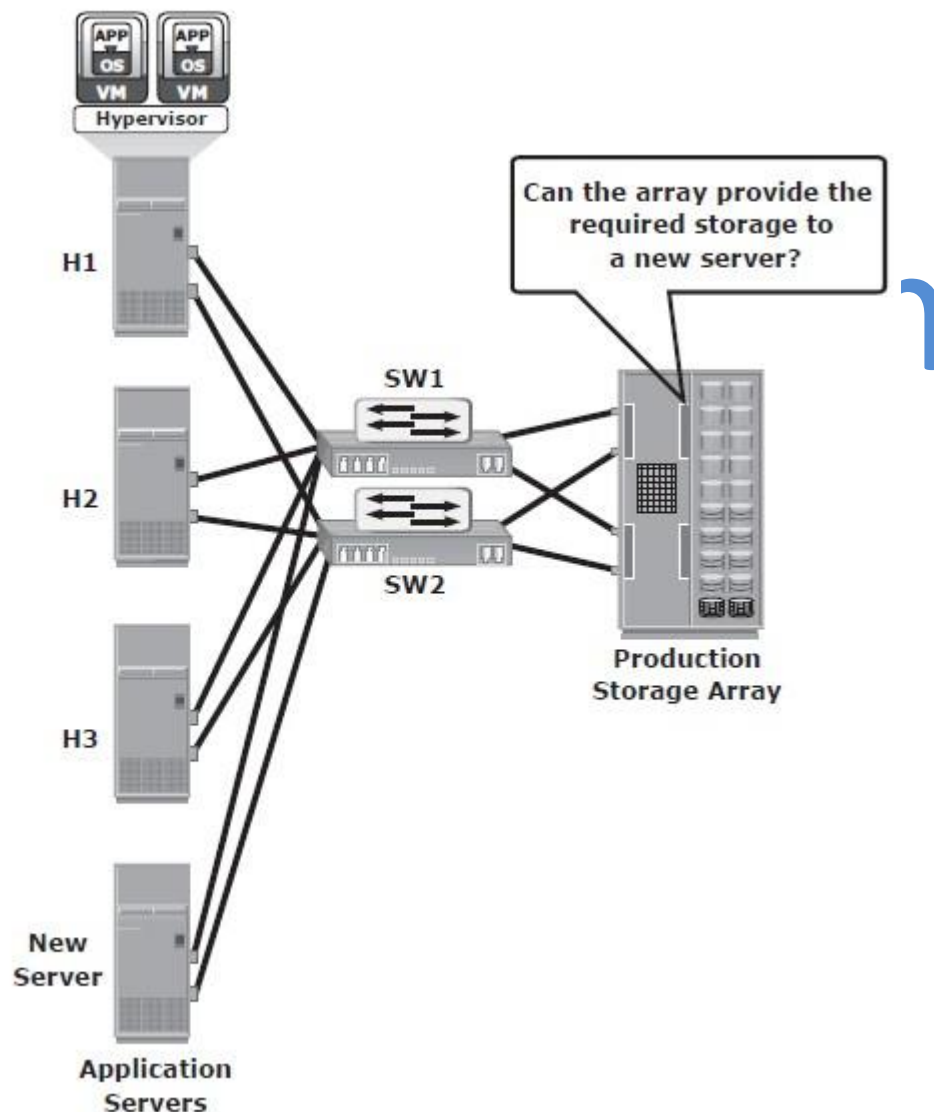 APP
OS
VM
APP
OS
VM
Hypervisor
H1
Can the array provide the
required storage to
a new server?
SW1
H2
SW2
Production
Storage Array
H3
New
Server
Application
Servers